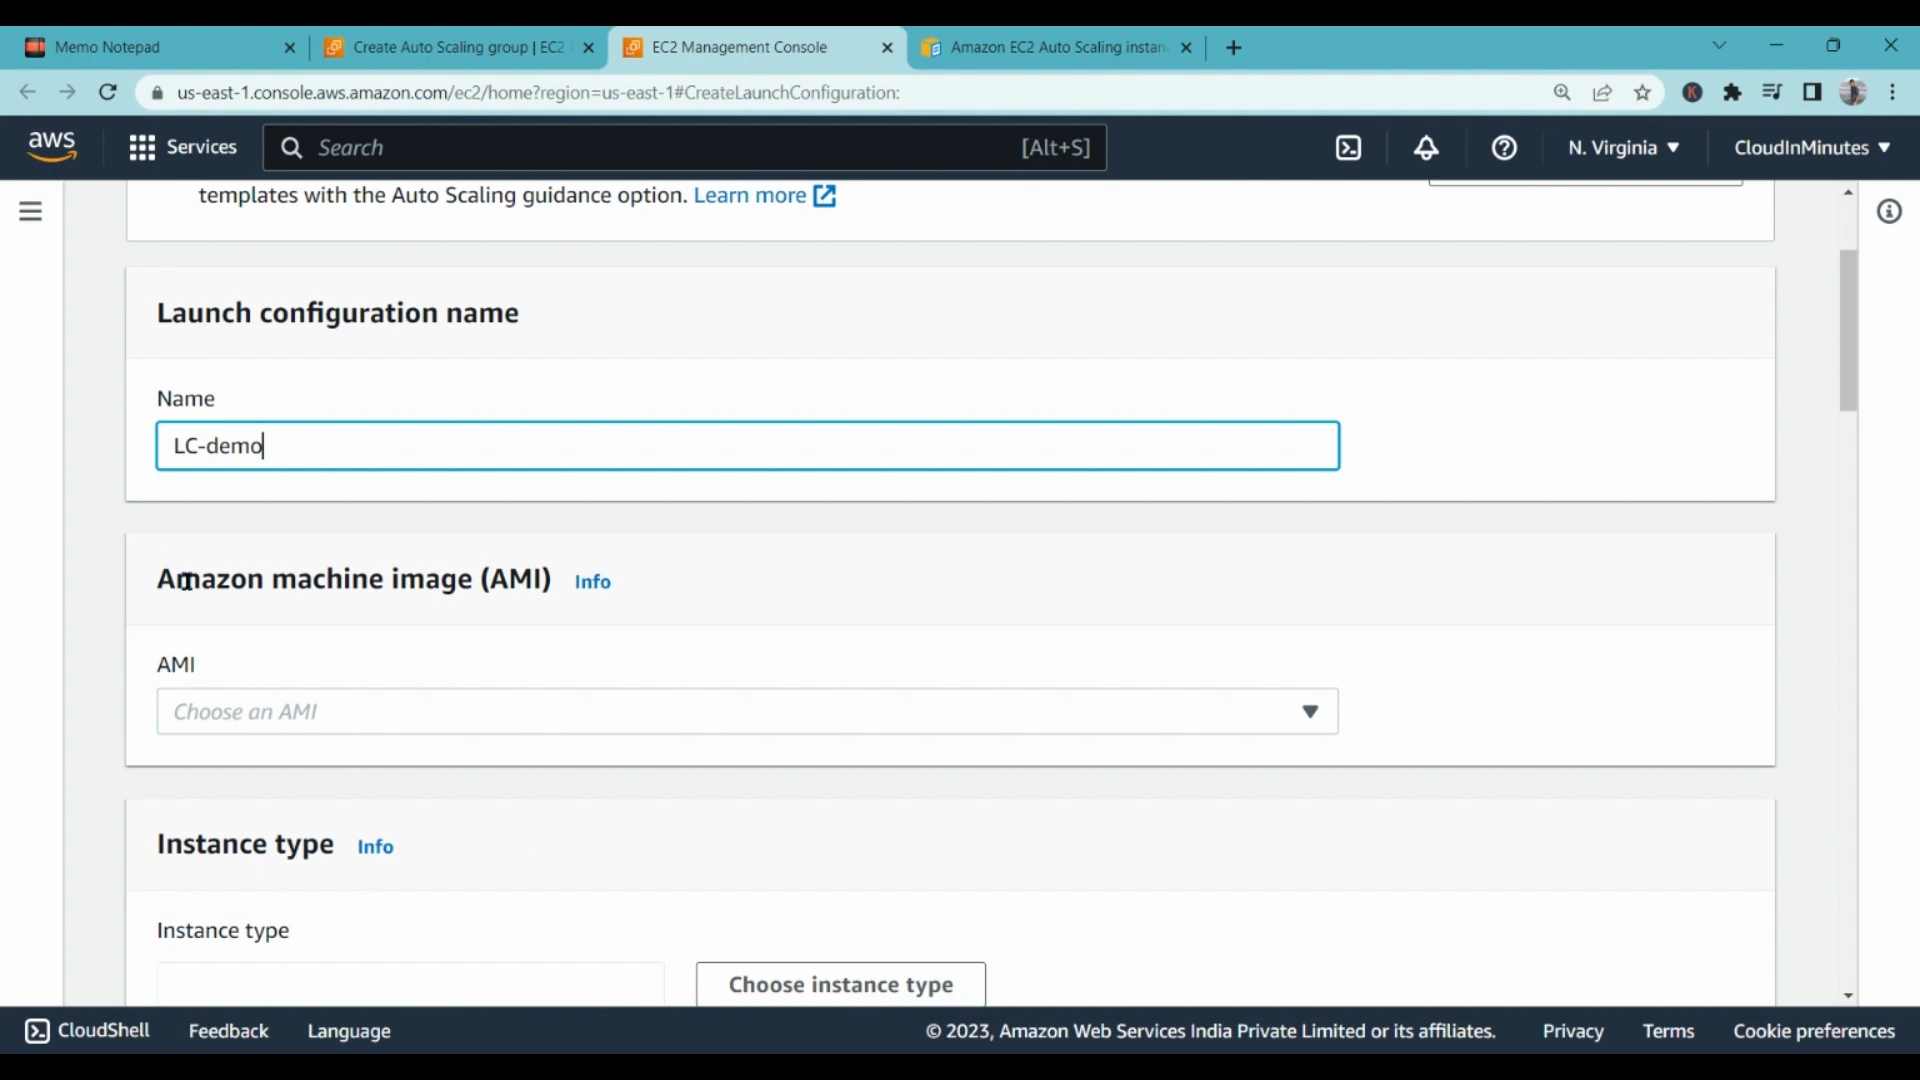 Memo Notepad
Create Auto Scaling group | EC2
EC2 Management Console
Amazon EC2 Auto Scaling instan
us-east-1.console.aws.amazon.com/ec2/home?region=us-east-1#CreateLaunchConfiguration:
K
aws
Services
Search
[Alt+S]
N. Virginia
CloudInMinutes
templates with the Auto Scaling guidance option. Learn more
Launch configuration name
Name
LC-demo
Amazon machine image (AMI) Info
AMI
Choose an AMI
Instance type Info
Instance type
Choose instance type
CloudShell
Feedback
Language
© 2023, Amazon Web Services India Private Limited or its affiliates.
Privacy
Terms
Cookie preferences